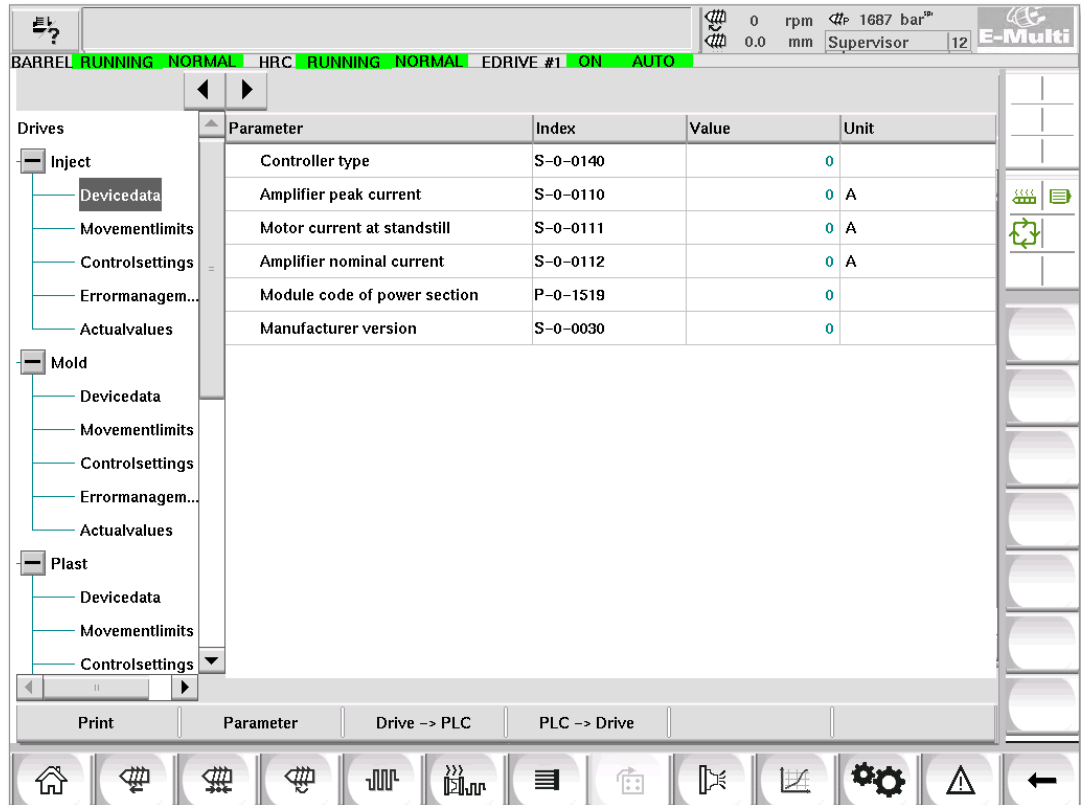 0 rpm P 1687 bar spe
E-Multi
0.0 mm Supervisor 12
BARREL RUNNING NORMAL HRC RUNNING NORMAL EDRIVE #1 ON AUTO
Drives
Parameter Index Value Unit
Inject
Controller type S-0-0140 0
Devicedata
Amplifier peak current S-0-0110 0 A
Movementlimits
Motor current at standstill S-0-0111 0 A
Controlsettings
Amplifier nominal current S-0-0112 0 A
Errormanagem...
Module code of power section P-0-1519 0
Actualvalues
Manufacturer version S-0-0030 0
Mold
Devicedata
Movementlimits
Controlsettings
Errormanagem...
Actualvalues
Plast
Devicedata
Movementlimits
Controlsettings
Print Parameter Drive -> PLC PLC -> Drive